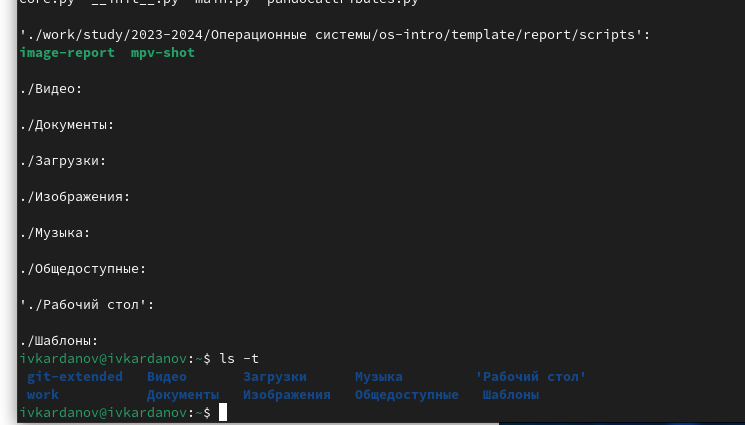 core.py  __init__.py  main.py  pandocattributes.py
'./work/study/2023-2024/Операционные системы/os-intro/template/report/scripts':
image-report  mpv-shot
./Видео:
./Документы:
./Загрузки:
./Изображения:
./Музыка:
./Общедоступные:
'./Рабочий стол':
./Шаблоны:
ivkardanov@ivkardanov:~$ ls -t
git-extended   Видео       Загрузки      Музыка         'Рабочий стол'
work           Документы   Изображения   Общедоступные   Шаблоны
ivkardanov@ivkardanov:~$